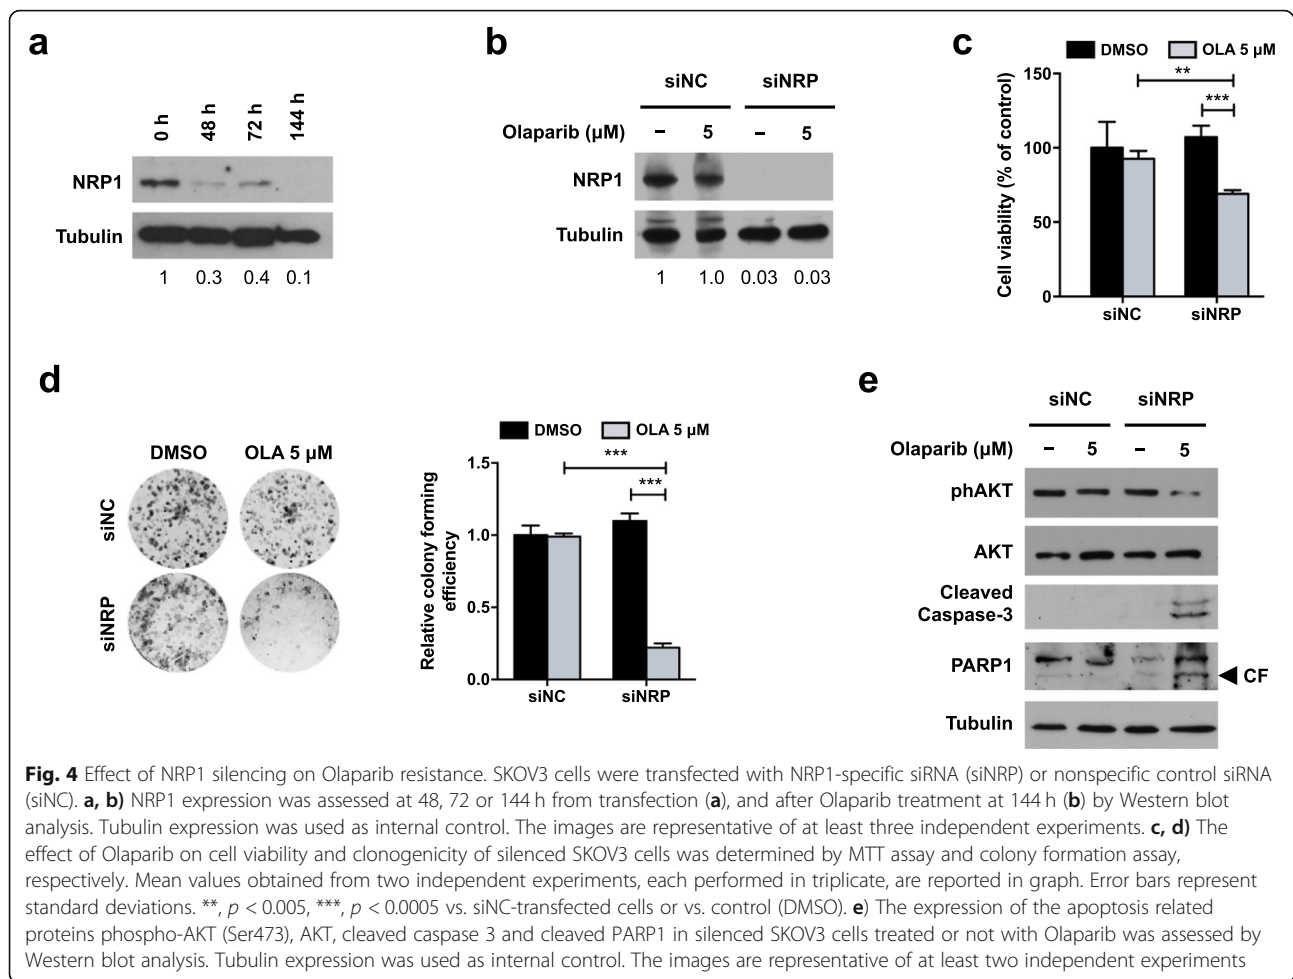 a
0 h 48 h 72 h 144 h
NRP1
Tubulin
1 0.3 0.4 0.1
b
siNC siNRP
Olaparib (µM) – 5 – 5
NRP1
Tubulin
1 1.0 0.03 0.03
c
DMSO OLA 5 µM
150
**
***
100
50
0
Cell viability (% of control)
siNC siNRP
d
DMSO OLA 5 µM
siNC
siNRP
DMSO OLA 5 µM
1.5
***
***
1.0
0.5
0.0
Relative colony forming
efficiency
siNC siNRP
e
siNC siNRP
Olaparib (µM) – 5 – 5
phAKT
AKT
Cleaved
Caspase-3
PARP1
CF
Tubulin
Fig. 4 Effect of NRP1 silencing on Olaparib resistance. SKOV3 cells were transfected with NRP1-specific siRNA (siNRP) or nonspecific control siRNA
(siNC). a, b) NRP1 expression was assessed at 48, 72 or 144 h from transfection (a), and after Olaparib treatment at 144 h (b) by Western blot
analysis. Tubulin expression was used as internal control. The images are representative of at least three independent experiments. c, d) The
effect of Olaparib on cell viability and clonogenicity of silenced SKOV3 cells was determined by MTT assay and colony formation assay,
respectively. Mean values obtained from two independent experiments, each performed in triplicate, are reported in graph. Error bars represent
standard deviations. **, p < 0.005, ***, p < 0.0005 vs. siNC-transfected cells or vs. control (DMSO). e) The expression of the apoptosis related
proteins phospho-AKT (Ser473), AKT, cleaved caspase 3 and cleaved PARP1 in silenced SKOV3 cells treated or not with Olaparib was assessed by
Western blot analysis. Tubulin expression was used as internal control. The images are representative of at least two independent experiments